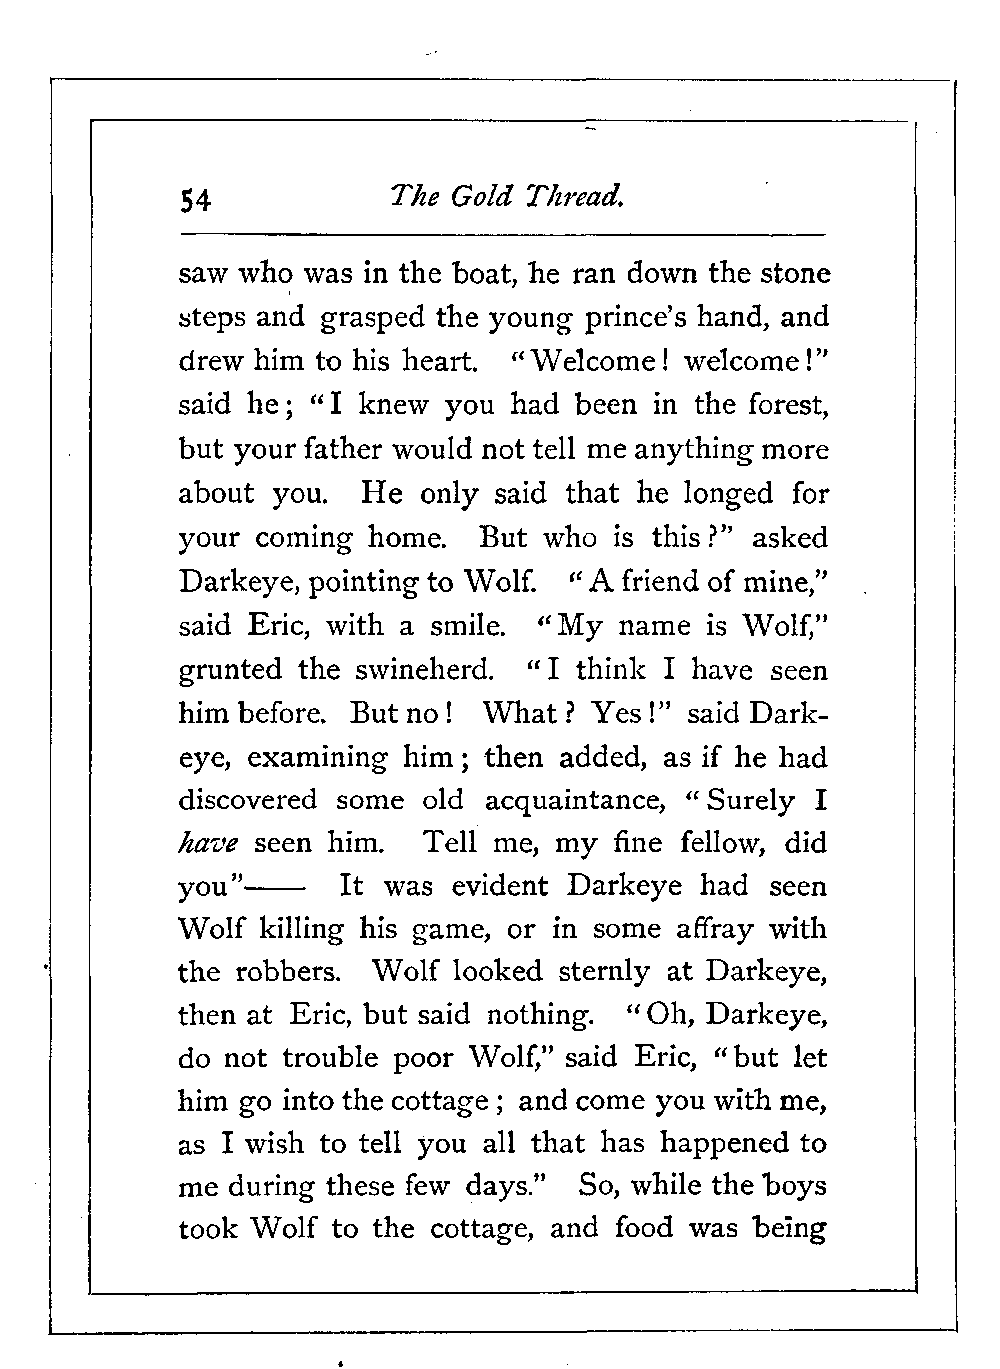 54 The Gold Thread.
saw who was in the boat, he ran down the stone
steps and grasped the young prince's hand, and
drew him to his heart. "Welcome! welcome!"
said he; "I knew you had been in the forest,
but your father would not tell me anything more
about you. He only said that he longed for
your coming home. But who is this?" asked
Darkeye, pointing to Wolf. "A friend of mine,"
said Eric, with a smile. "My name is Wolf,"
grunted the swineherd. "I think I have seen
him before. But no! What? Yes!" said Dark-
eye, examining him; then added, as if he had
discovered some old acquaintance, "Surely I
have seen him. Tell me, my fine fellow, did
you"—— It was evident Darkeye had seen
Wolf killing his game, or in some affray with
the robbers. Wolf looked sternly at Darkeye,
then at Eric, but said nothing. "Oh, Darkeye,
do not trouble poor Wolf," said Eric, "but let
him go into the cottage; and come you with me,
as I wish to tell you all that has happened to
me during these few days." So, while the boys
took Wolf to the cottage, and food was being